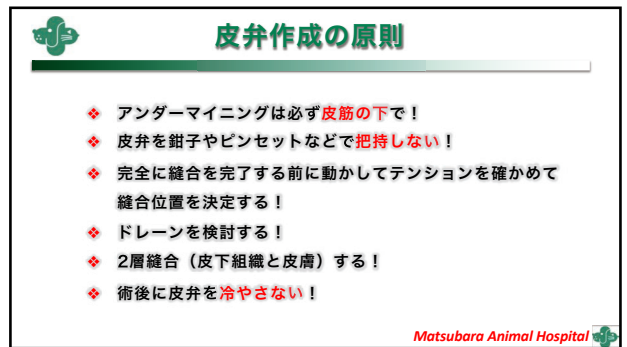 皮弁作成の原則
❖ アンダーマイニングは必ず皮筋の下で！
❖ 皮弁を鉗子やピンセットなどで把持しない！
❖ 完全に縫合を完了する前に動かしてテンションを確かめて
縫合位置を決定する！
❖ ドレーンを検討する！
❖ 2層縫合（皮下組織と皮膚）する！
❖ 術後に皮弁を冷やさない！
Matsubara Animal Hospital